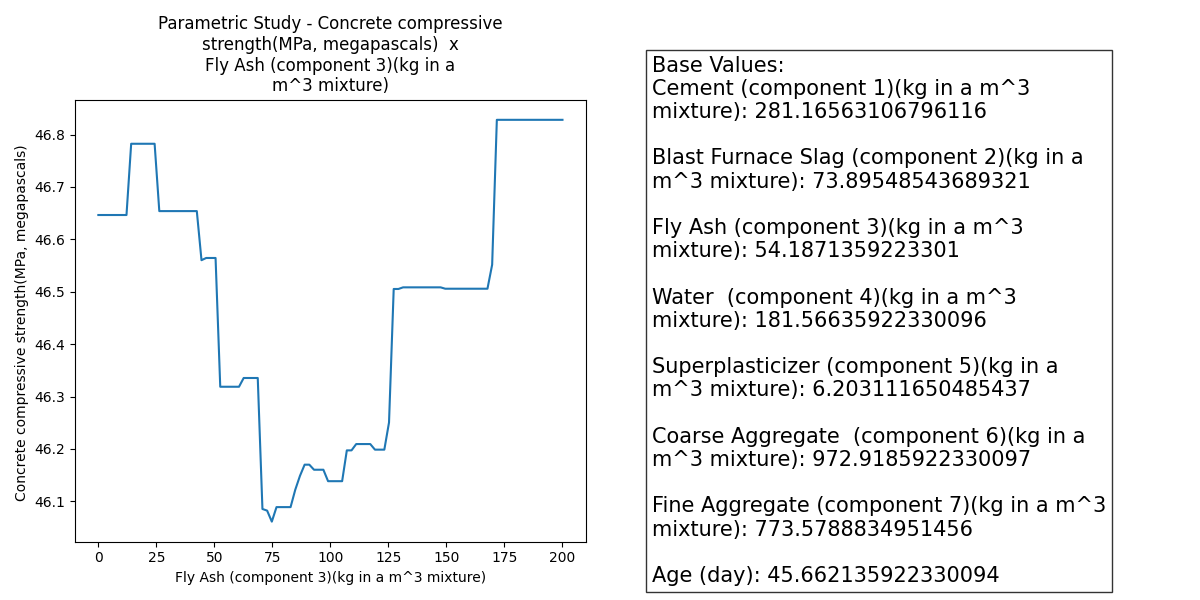 Parametric Study - Concrete compressive
strength(MPa, megapascals)  x
Fly Ash (component 3)(kg in a
m^3 mixture)
Concrete compressive strength(MPa, megapascals)
46.8
46.7
46.6
46.5
46.4
46.3
46.2
46.1
0 25 50 75 100 125 150 175 200
Fly Ash (component 3)(kg in a m^3 mixture)
Base Values:
Cement (component 1)(kg in a m^3
mixture): 281.16563106796116
Blast Furnace Slag (component 2)(kg in a
m^3 mixture): 73.89548543689321
Fly Ash (component 3)(kg in a m^3
mixture): 54.1871359223301
Water  (component 4)(kg in a m^3
mixture): 181.56635922330096
Superplasticizer (component 5)(kg in a
m^3 mixture): 6.203111650485437
Coarse Aggregate  (component 6)(kg in a
m^3 mixture): 972.9185922330097
Fine Aggregate (component 7)(kg in a m^3
mixture): 773.5788834951456
Age (day): 45.662135922330094